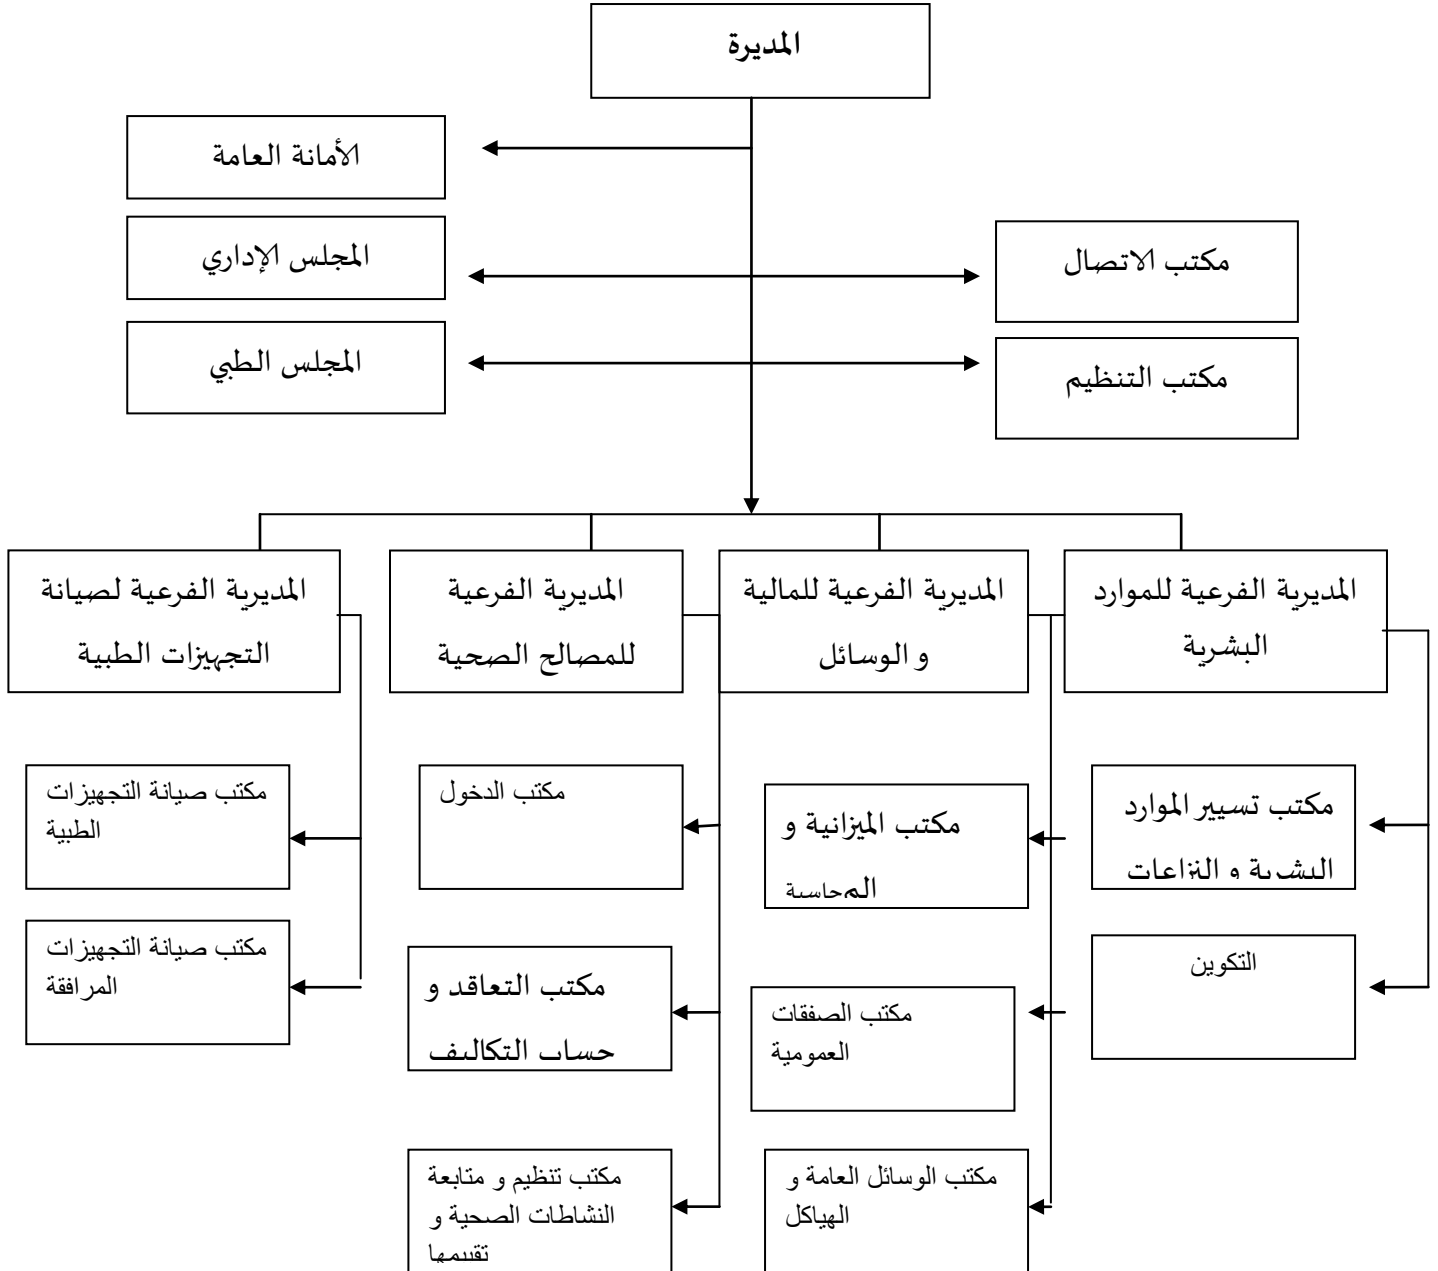 المديرة
الأمانة العامة
المجلس الإداري
مكتب الاتصال
المجلس الطبي
مكتب التنظيم
المديرية الفرعية للموارد
البشرية
المديرية الفرعية للمالية
و الوسائل
المديرية الفرعية
للمصالح الصحية
المديرية الفرعية لصيانة
التجهيزات الطبية
مكتب تسيير الموارد
البشرية و النزاعات
مكتب الميزانية و
المحاسبة
مكتب الدخول
مكتب صيانة التجهيزات
الطبية
التكوين
مكتب الصفقات
العمومية
مكتب التعاقد و
حساب التكاليف
مكتب صيانة التجهيزات
المرافقة
مكتب الوسائل العامة و
الهياكل
مكتب تنظيم و متابعة
النشاطات الصحية و
تقييمها